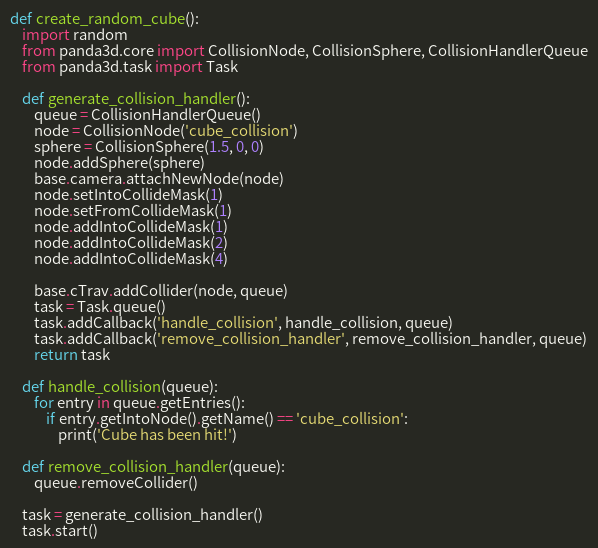 def create_random_cube():
    import random
    from panda3d.core import CollisionNode, CollisionSphere, CollisionHandlerQueue
    from panda3d.task import Task

    def generate_collision_handler():
        queue = CollisionHandlerQueue()
        node = CollisionNode('cube_collision')
        sphere = CollisionSphere(1.5, 0, 0)
        node.addSphere(sphere)
        base.camera.attachNewNode(node)
        node.setIntoCollideMask(1)
        node.setFromCollideMask(1)
        node.addIntoCollideMask(1)
        node.addIntoCollideMask(2)
        node.addIntoCollideMask(4)

        base.cTrav.addCollider(node, queue)
        task = Task.queue()
        task.addCallback('handle_collision', handle_collision, queue)
        task.addCallback('remove_collision_handler', remove_collision_handler, queue)
        return task

    def handle_collision(queue):
        for entry in queue.getEntries():
            if entry.getIntoNode().getName() == 'cube_collision':
                print('Cube has been hit!')

    def remove_collision_handler(queue):
        queue.removeCollider()

    task = generate_collision_handler()
    task.start()